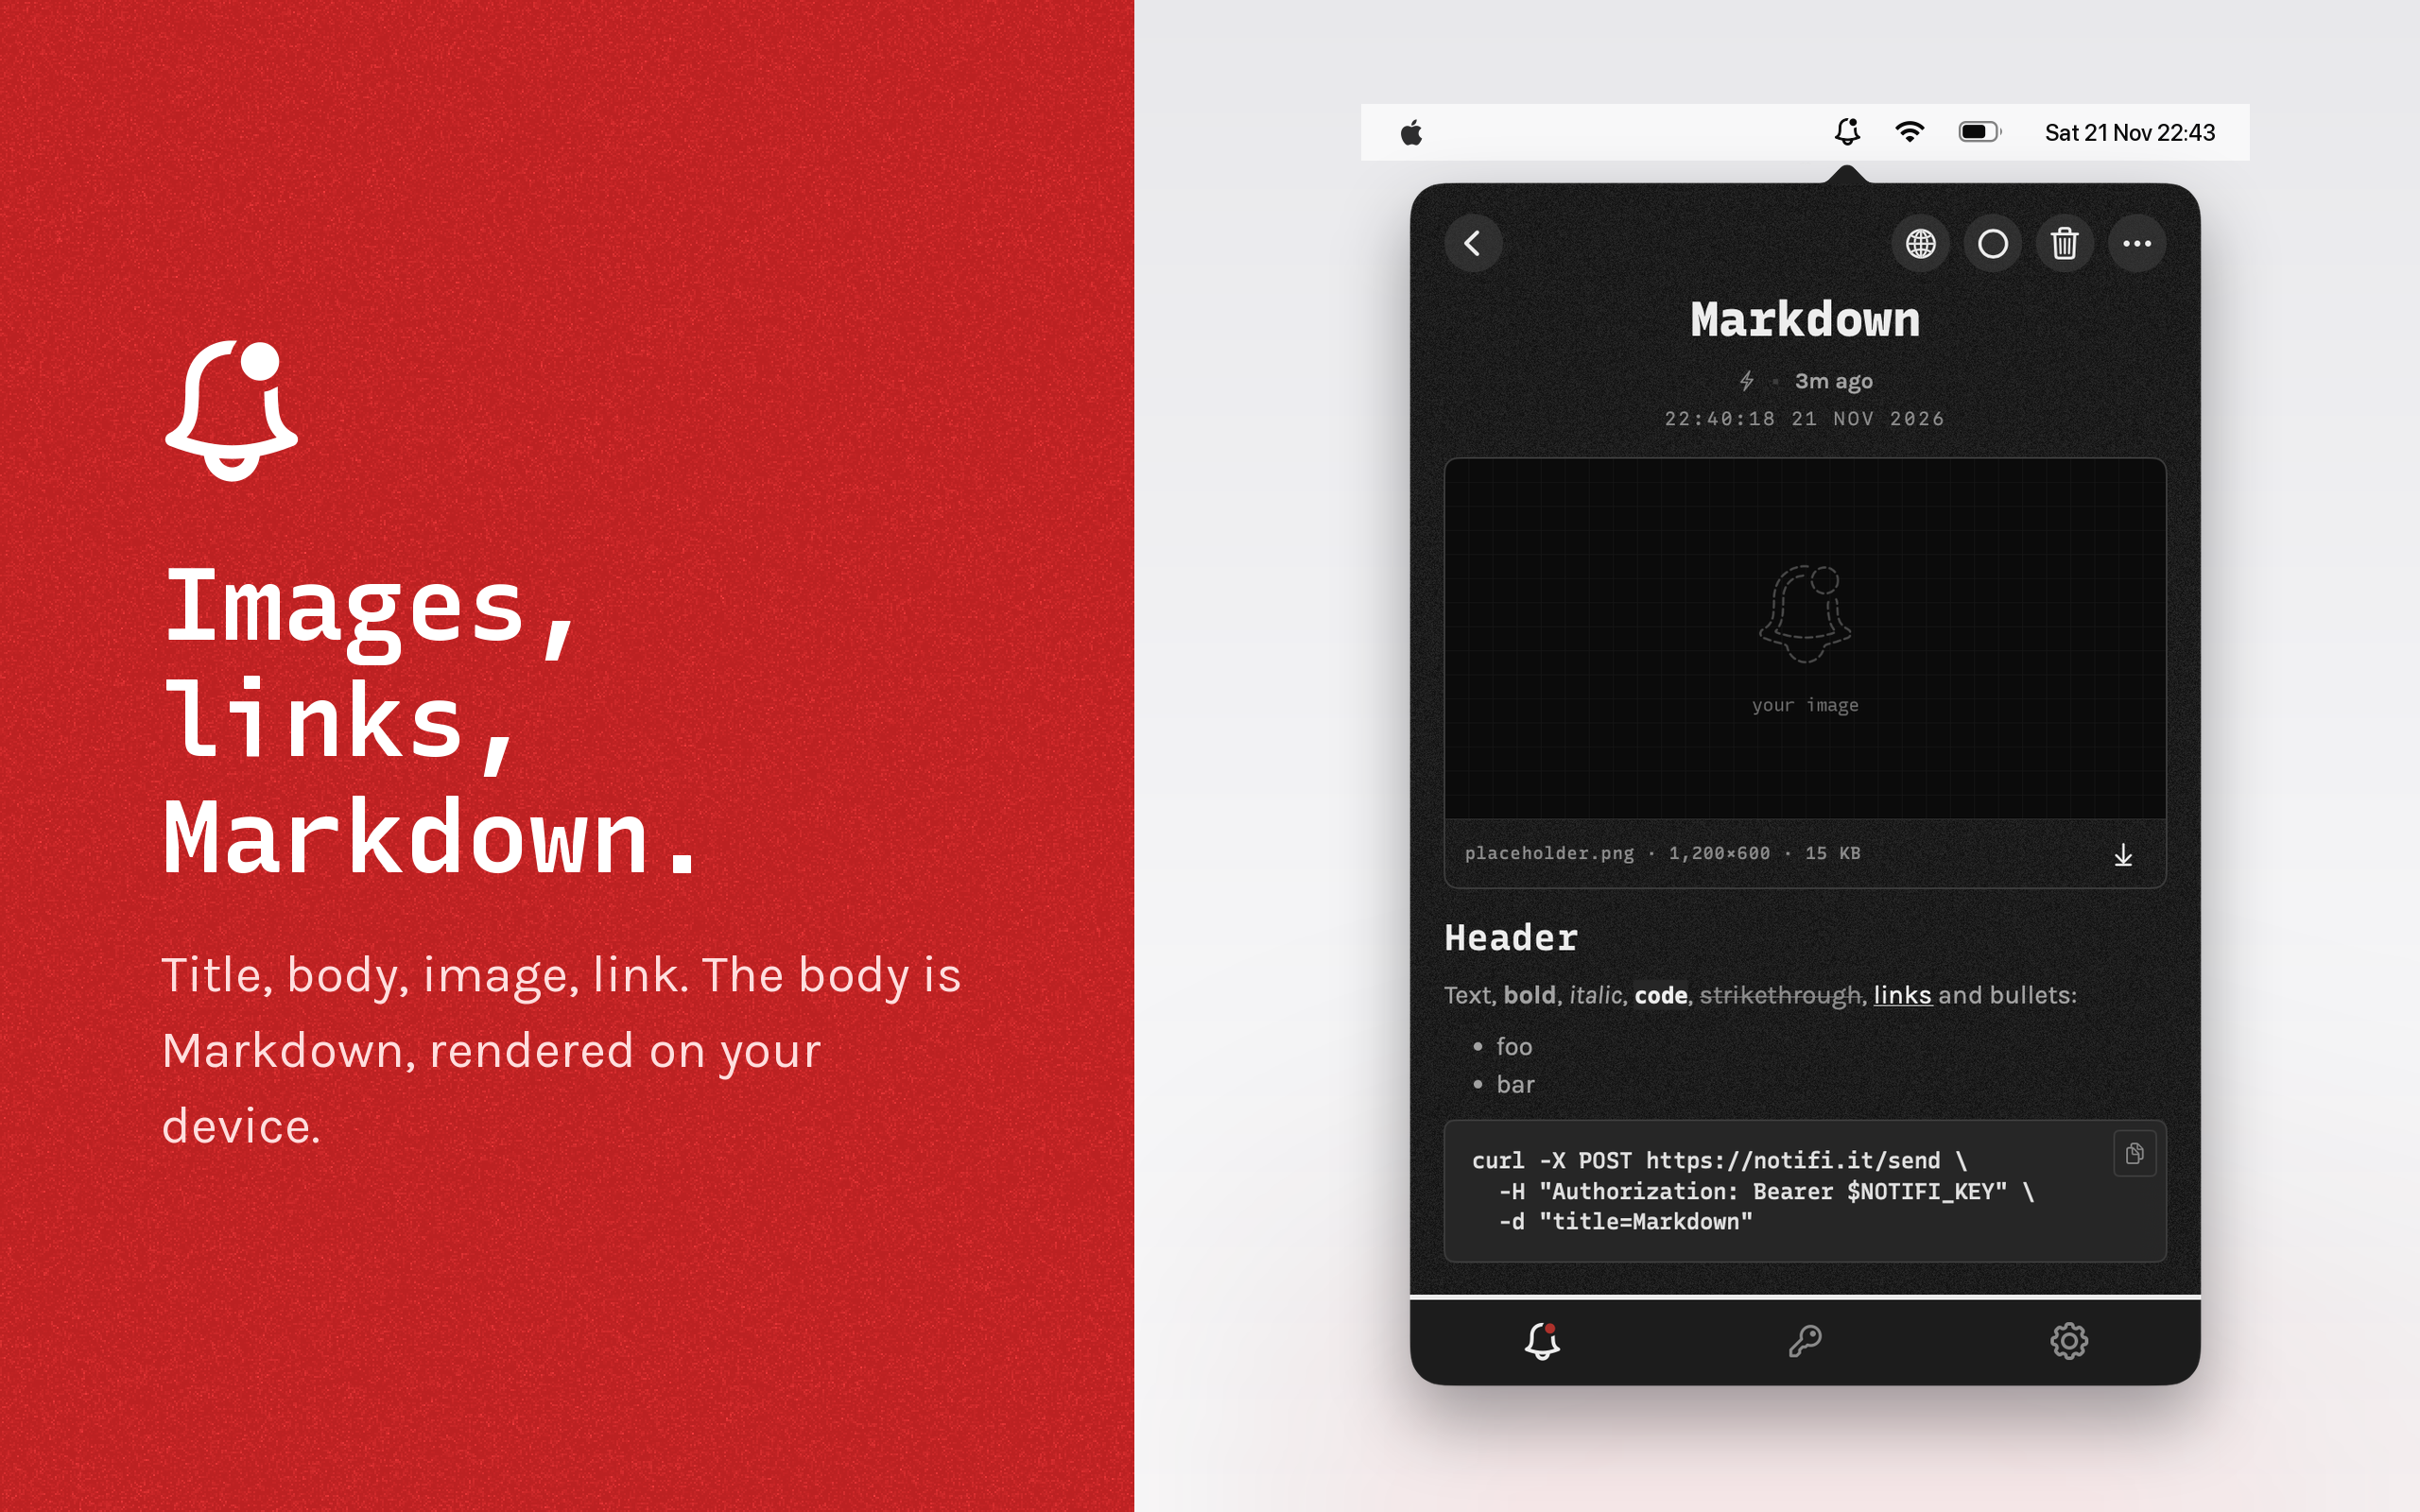 Images,
links,
Markdown.
Title, body, image, link. The body is
Markdown, rendered on your
device.
Sat 21 Nov 22:43
Markdown
3m ago
22:40:18 21 NOV 2026
your image
placeholder.png · 1,200×600 · 15 KB
Header
Text, bold, italic, code, strikethrough, links and bullets:
• foo
• bar
curl -X POST https://notifi.it/send \
  -H "Authorization: Bearer $NOTIFI_KEY" \
  -d "title=Markdown"